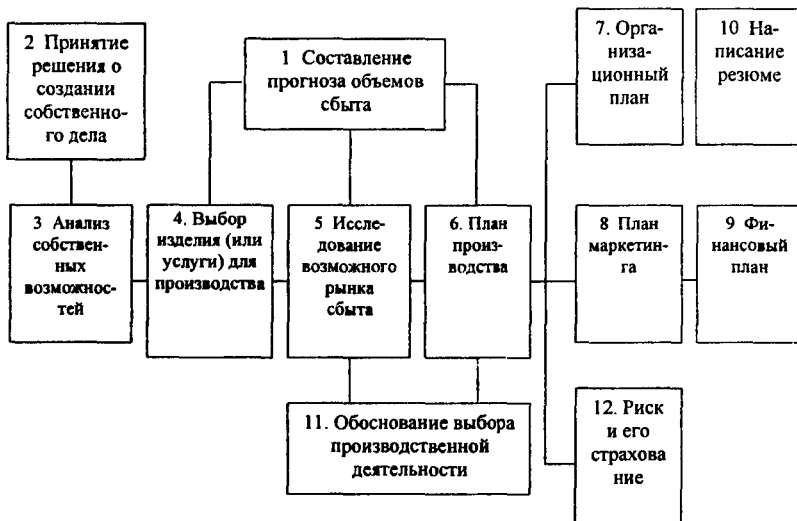 2 Принятие
решения о
создании
собственно-
го дела
1 Составление
прогноза объемов
сбыта
7. Орга-
низа-
ционный
план
10 На-
писание
резюме
3 Анализ
собствен-
ных
возможнос-
тей
4. Выбор
изделия (или
услуги) для
производства
5 Иссле-
дование
возможного
рынка
сбыта
6. План
произ-
водства
8 План
маркетин-
га
9 Фи-
нансовый
план
11. Обоснование выбора
производственной
деятельности
12. Риск
и его
страхова
ние